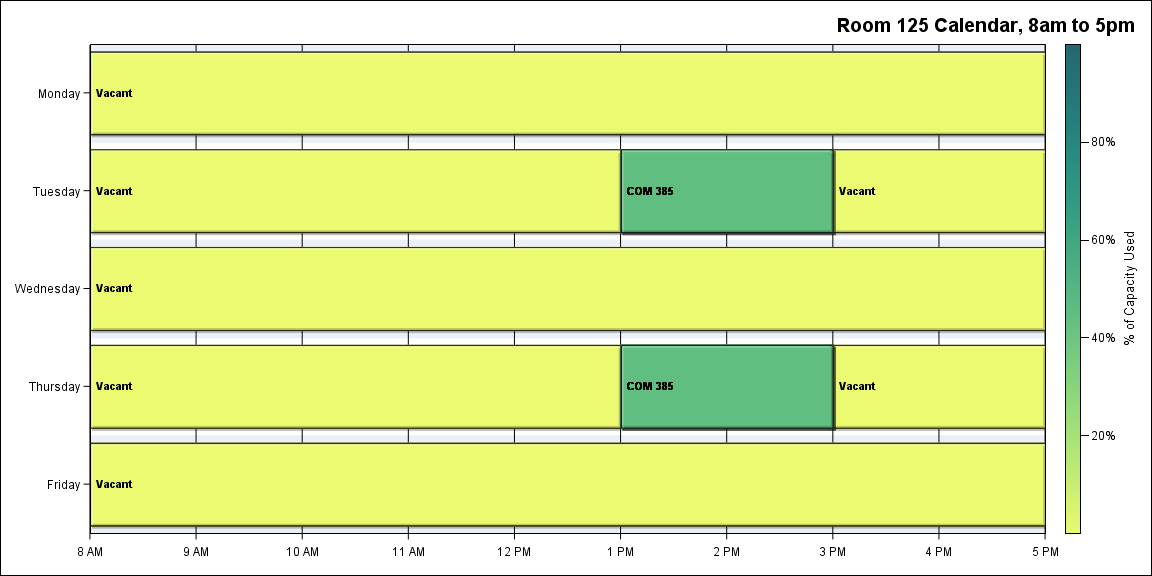 Room 125 Calendar, 8am to 5pm
Monday
Vacant
Tuesday
Vacant
COM 385
Vacant
Wednesday
Vacant
Thursday
Vacant
COM 385
Vacant
Friday
Vacant
8 AM
9 AM
10 AM
11 AM
12 PM
1 PM
2 PM
3 PM
4 PM
5 PM
80%
60%
40%
20%
% of Capacity Used